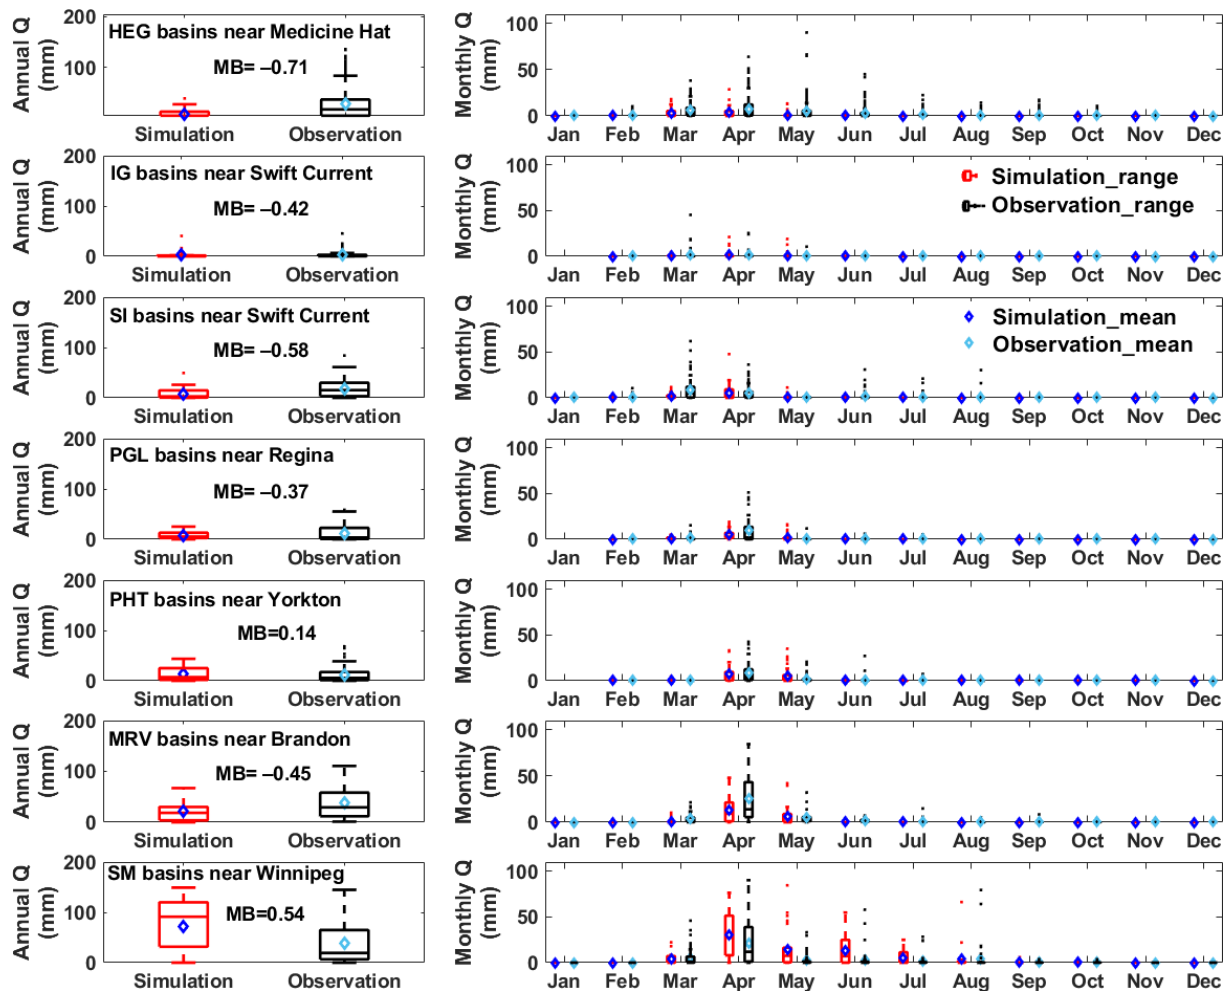 Annual Q
(mm)
200
100
HEG basins near Medicine Hat
MB= –0.71
Simulation
Observation
Monthly Q
(mm)
100
50
0
Jan Feb Mar Apr May Jun Jul Aug Sep Oct Nov Dec
Annual Q
(mm)
200
100
0
IG basins near Swift Current
MB= –0.42
Simulation
Observation
Monthly Q
(mm)
100
50
0
Simulation_range
Observation_range
Jan Feb Mar Apr May Jun Jul Aug Sep Oct Nov Dec
Annual Q
(mm)
200
100
0
SI basins near Swift Current
MB= –0.58
Simulation
Observation
Monthly Q
(mm)
100
50
0
Simulation_mean
Observation_mean
Jan Feb Mar Apr May Jun Jul Aug Sep Oct Nov Dec
Annual Q
(mm)
200
100
0
PGL basins near Regina
MB= –0.37
Simulation
Observation
Monthly Q
(mm)
100
50
0
Jan Feb Mar Apr May Jun Jul Aug Sep Oct Nov Dec
Annual Q
(mm)
200
100
0
PHT basins near Yorkton
MB=0.14
Simulation
Observation
Monthly Q
(mm)
100
50
0
Jan Feb Mar Apr May Jun Jul Aug Sep Oct Nov Dec
Annual Q
(mm)
200
100
0
MRV basins near Brandon
MB= –0.45
Simulation
Observation
Monthly Q
(mm)
100
50
0
Jan Feb Mar Apr May Jun Jul Aug Sep Oct Nov Dec
Annual Q
(mm)
200
100
0
SM basins near Winnipeg
MB=0.54
Simulation
Observation
Monthly Q
(mm)
100
50
0
Jan Feb Mar Apr May Jun Jul Aug Sep Oct Nov Dec